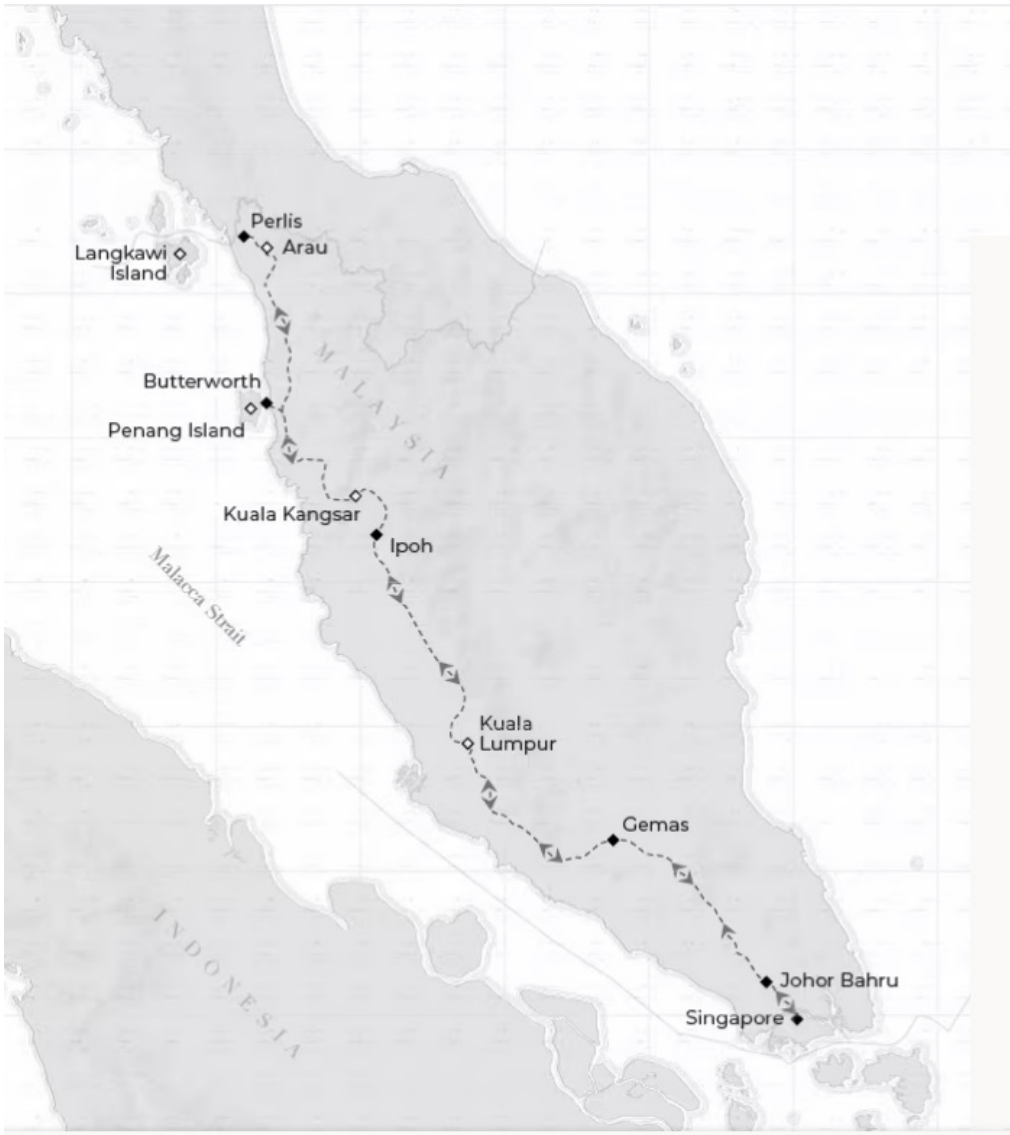 Perlis
Arau
Langkawi
Island
MALAYSIA
Butterworth
Penang Island
Kuala Kangsar
Ipoh
Malacca Strait
Kuala
Lumpur
Gemas
INDONESIA
Johor Bahru
Singapore